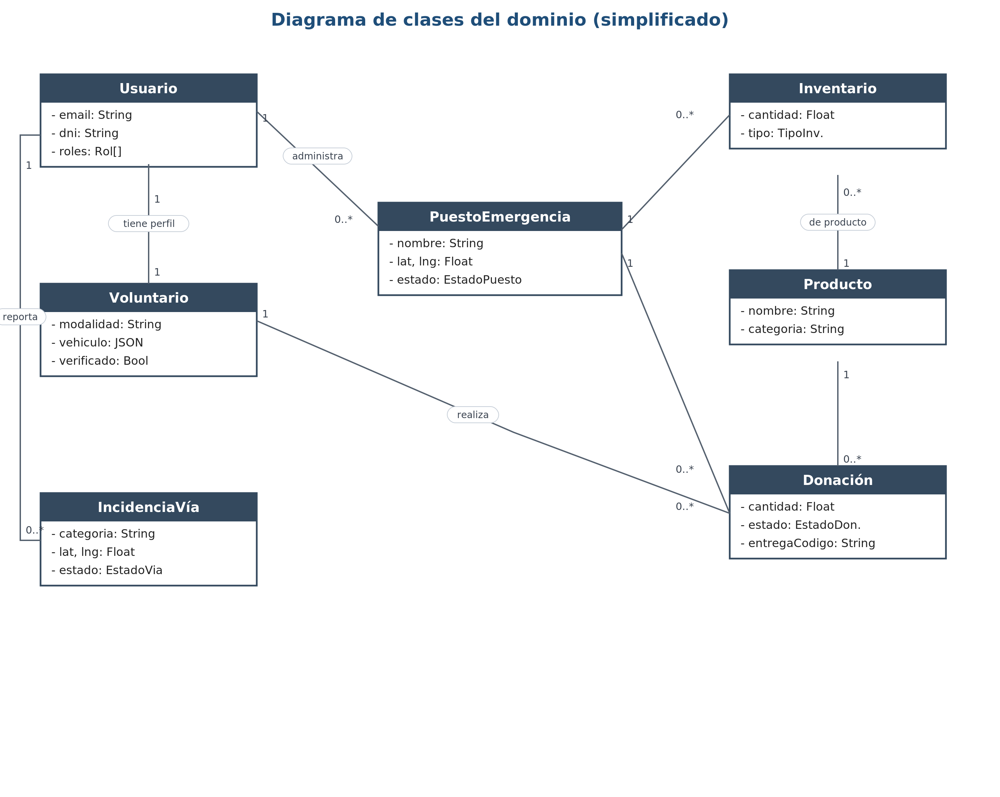 Diagrama de clases del dominio (simplificado)
Usuario
- email: String
- dni: String
- roles: Rol[]
1
administra
0..*
1
1
tiene perfil
1
reporta
0..*
Voluntario
- modalidad: String
- vehiculo: JSON
- verificado: Bool
1
realiza
0..*
0..*
IncidenciaVía
- categoria: String
- lat, lng: Float
- estado: EstadoVia
PuestoEmergencia
- nombre: String
- lat, lng: Float
- estado: EstadoPuesto
1
1
0..*
Inventario
- cantidad: Float
- tipo: TipoInv.
0..*
de producto
1
Producto
- nombre: String
- categoria: String
1
0..*
Donación
- cantidad: Float
- estado: EstadoDon.
- entregaCodigo: String